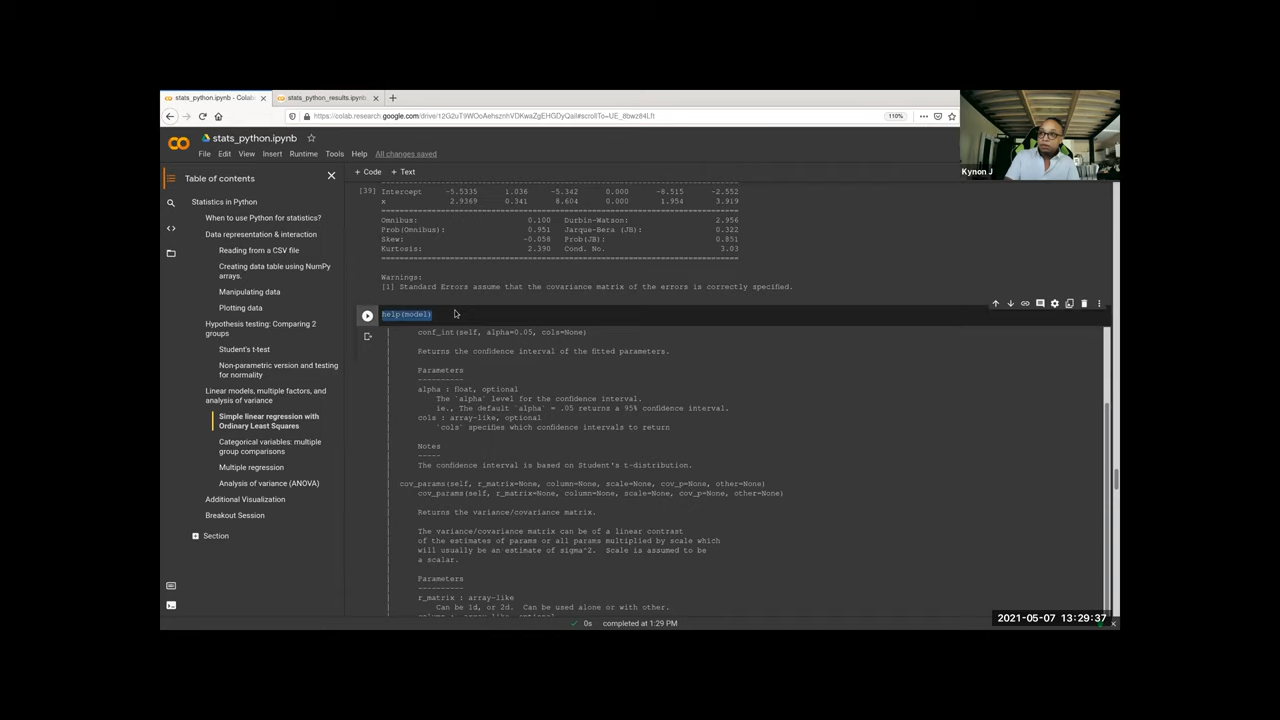 stats_python.ipynb - Colab
stats_python_results.ipynb
https://colab.research.google.com/drive/
110%
Kynon J
stats_python.ipynb
File Edit View Insert Runtime Tools Help All changes saved
+ Code + Text
Table of contents
Statistics in Python
When to use Python for statistics?
Data representation & interaction
Reading from a CSV file
Creating data table using NumPy
arrays.
Manipulating data
Plotting data
Hypothesis testing: Comparing 2
groups
Student's t-test
Non-parametric version and testing
for normality
Linear models, multiple factors, and
analysis of variance
Simple linear regression with
Ordinary Least Squares
Categorical variables: multiple
group comparisons
Multiple regression
Analysis of variance (ANOVA)
Additional Visualization
Breakout Session
Section
[39]
Intercept -5.5335 1.036 -5.342 0.000 -8.515 -2.552
x 2.9369 0.341 8.604 0.000 1.954 3.919
==============================================================================
Omnibus: 0.100 Durbin-Watson: 2.956
Prob(Omnibus): 0.951 Jarque-Bera (JB): 0.322
Skew: -0.058 Prob(JB): 0.851
Kurtosis: 2.390 Cond. No. 3.03
==============================================================================
Warnings:
[1] Standard Errors assume that the covariance matrix of the errors is correctly specified.
help(model)
conf_int(self, alpha=0.05, cols=None)
Returns the confidence interval of the fitted parameters.
Parameters
----------
alpha : float, optional
The `alpha` level for the confidence interval.
ie., The default `alpha` = .05 returns a 95% confidence interval.
cols : array-like, optional
`cols` specifies which confidence intervals to return
Notes
-----
The confidence interval is based on Student's t-distribution.
cov_params(self, r_matrix=None, column=None, scale=None, cov_p=None, other=None)
cov_params(self, r_matrix=None, column=None, scale=None, cov_p=None, other=None)
Returns the variance/covariance matrix.
The variance/covariance matrix can be of a linear contrast
of the estimates of params or all params multiplied by scale which
will usually be an estimate of sigma^2. Scale is assumed to be
a scalar.
Parameters
----------
r_matrix : array-like
Can be 1d, or 2d. Can be used alone or with other.
0s completed at 1:29 PM
2021-05-07 13:29:37